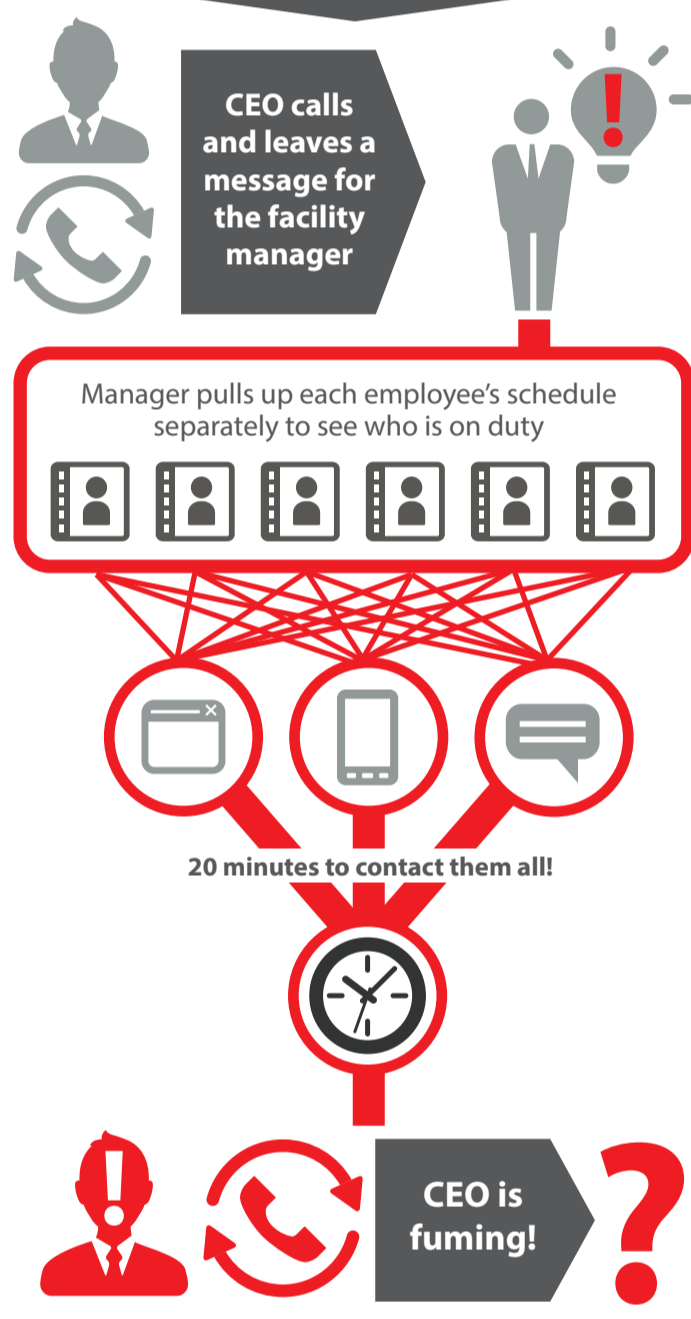 CEO calls
and leaves a
message for
the facility
manager
Manager pulls up each employee’s schedule
separately to see who is on duty
20 minutes to contact them all!
CEO is
fuming!